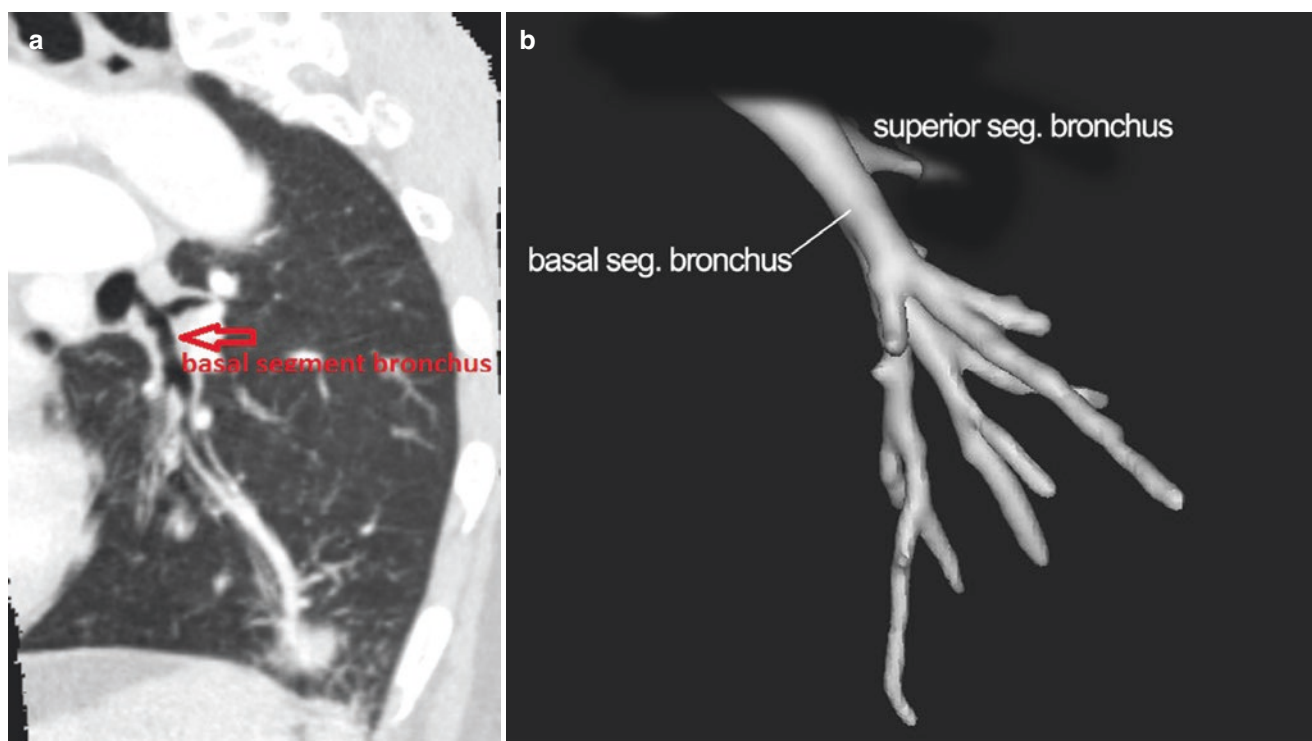 a
basal segment bronchus
b
superior seg. bronchus
basal seg. bronchus